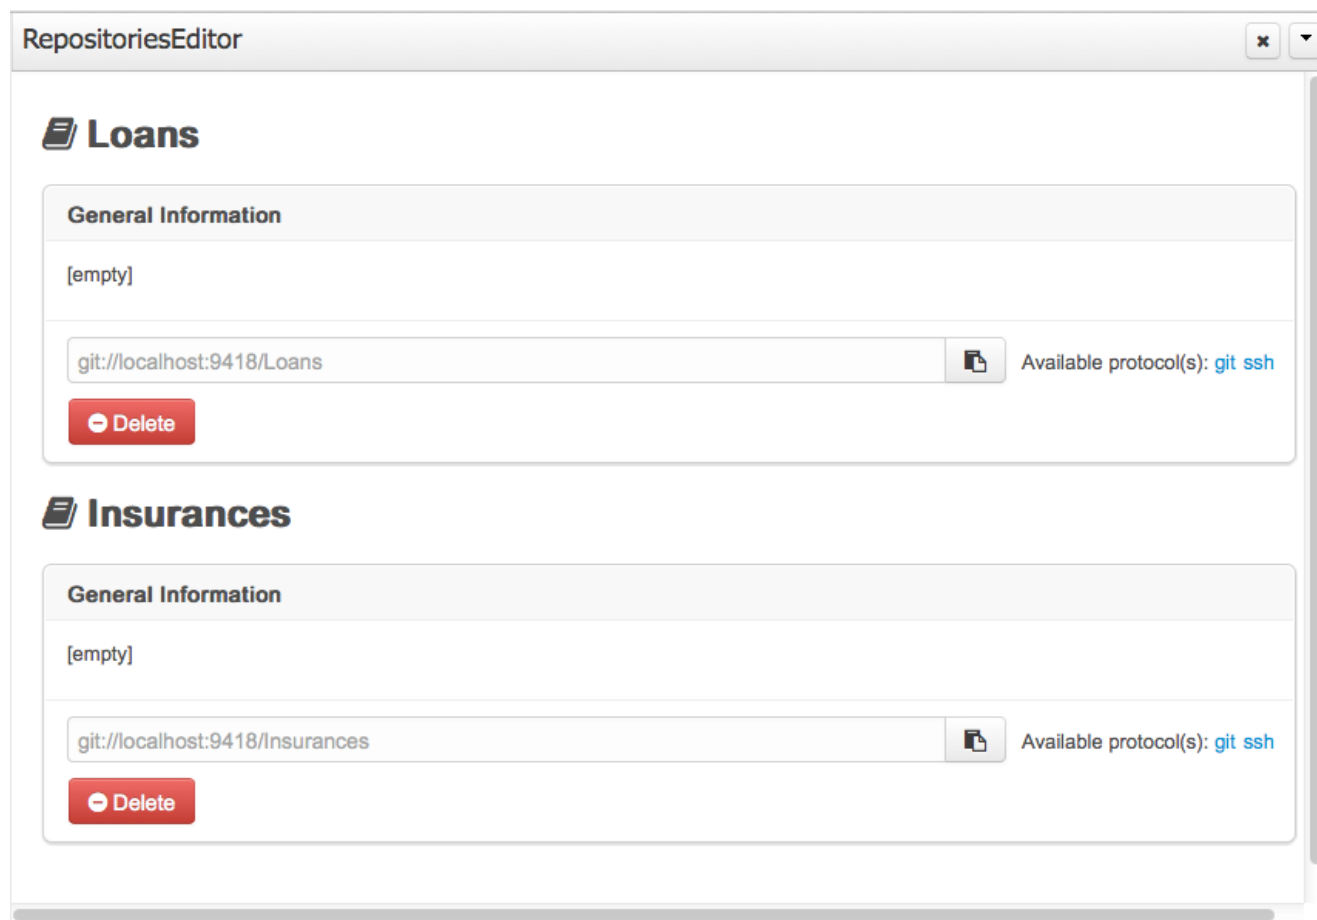 RepositoriesEditor
Loans
General Information
[empty]
git://localhost:9418/Loans Available protocol(s): git ssh
Delete
Insurances
General Information
[empty]
git://localhost:9418/Insurances Available protocol(s): git ssh
Delete